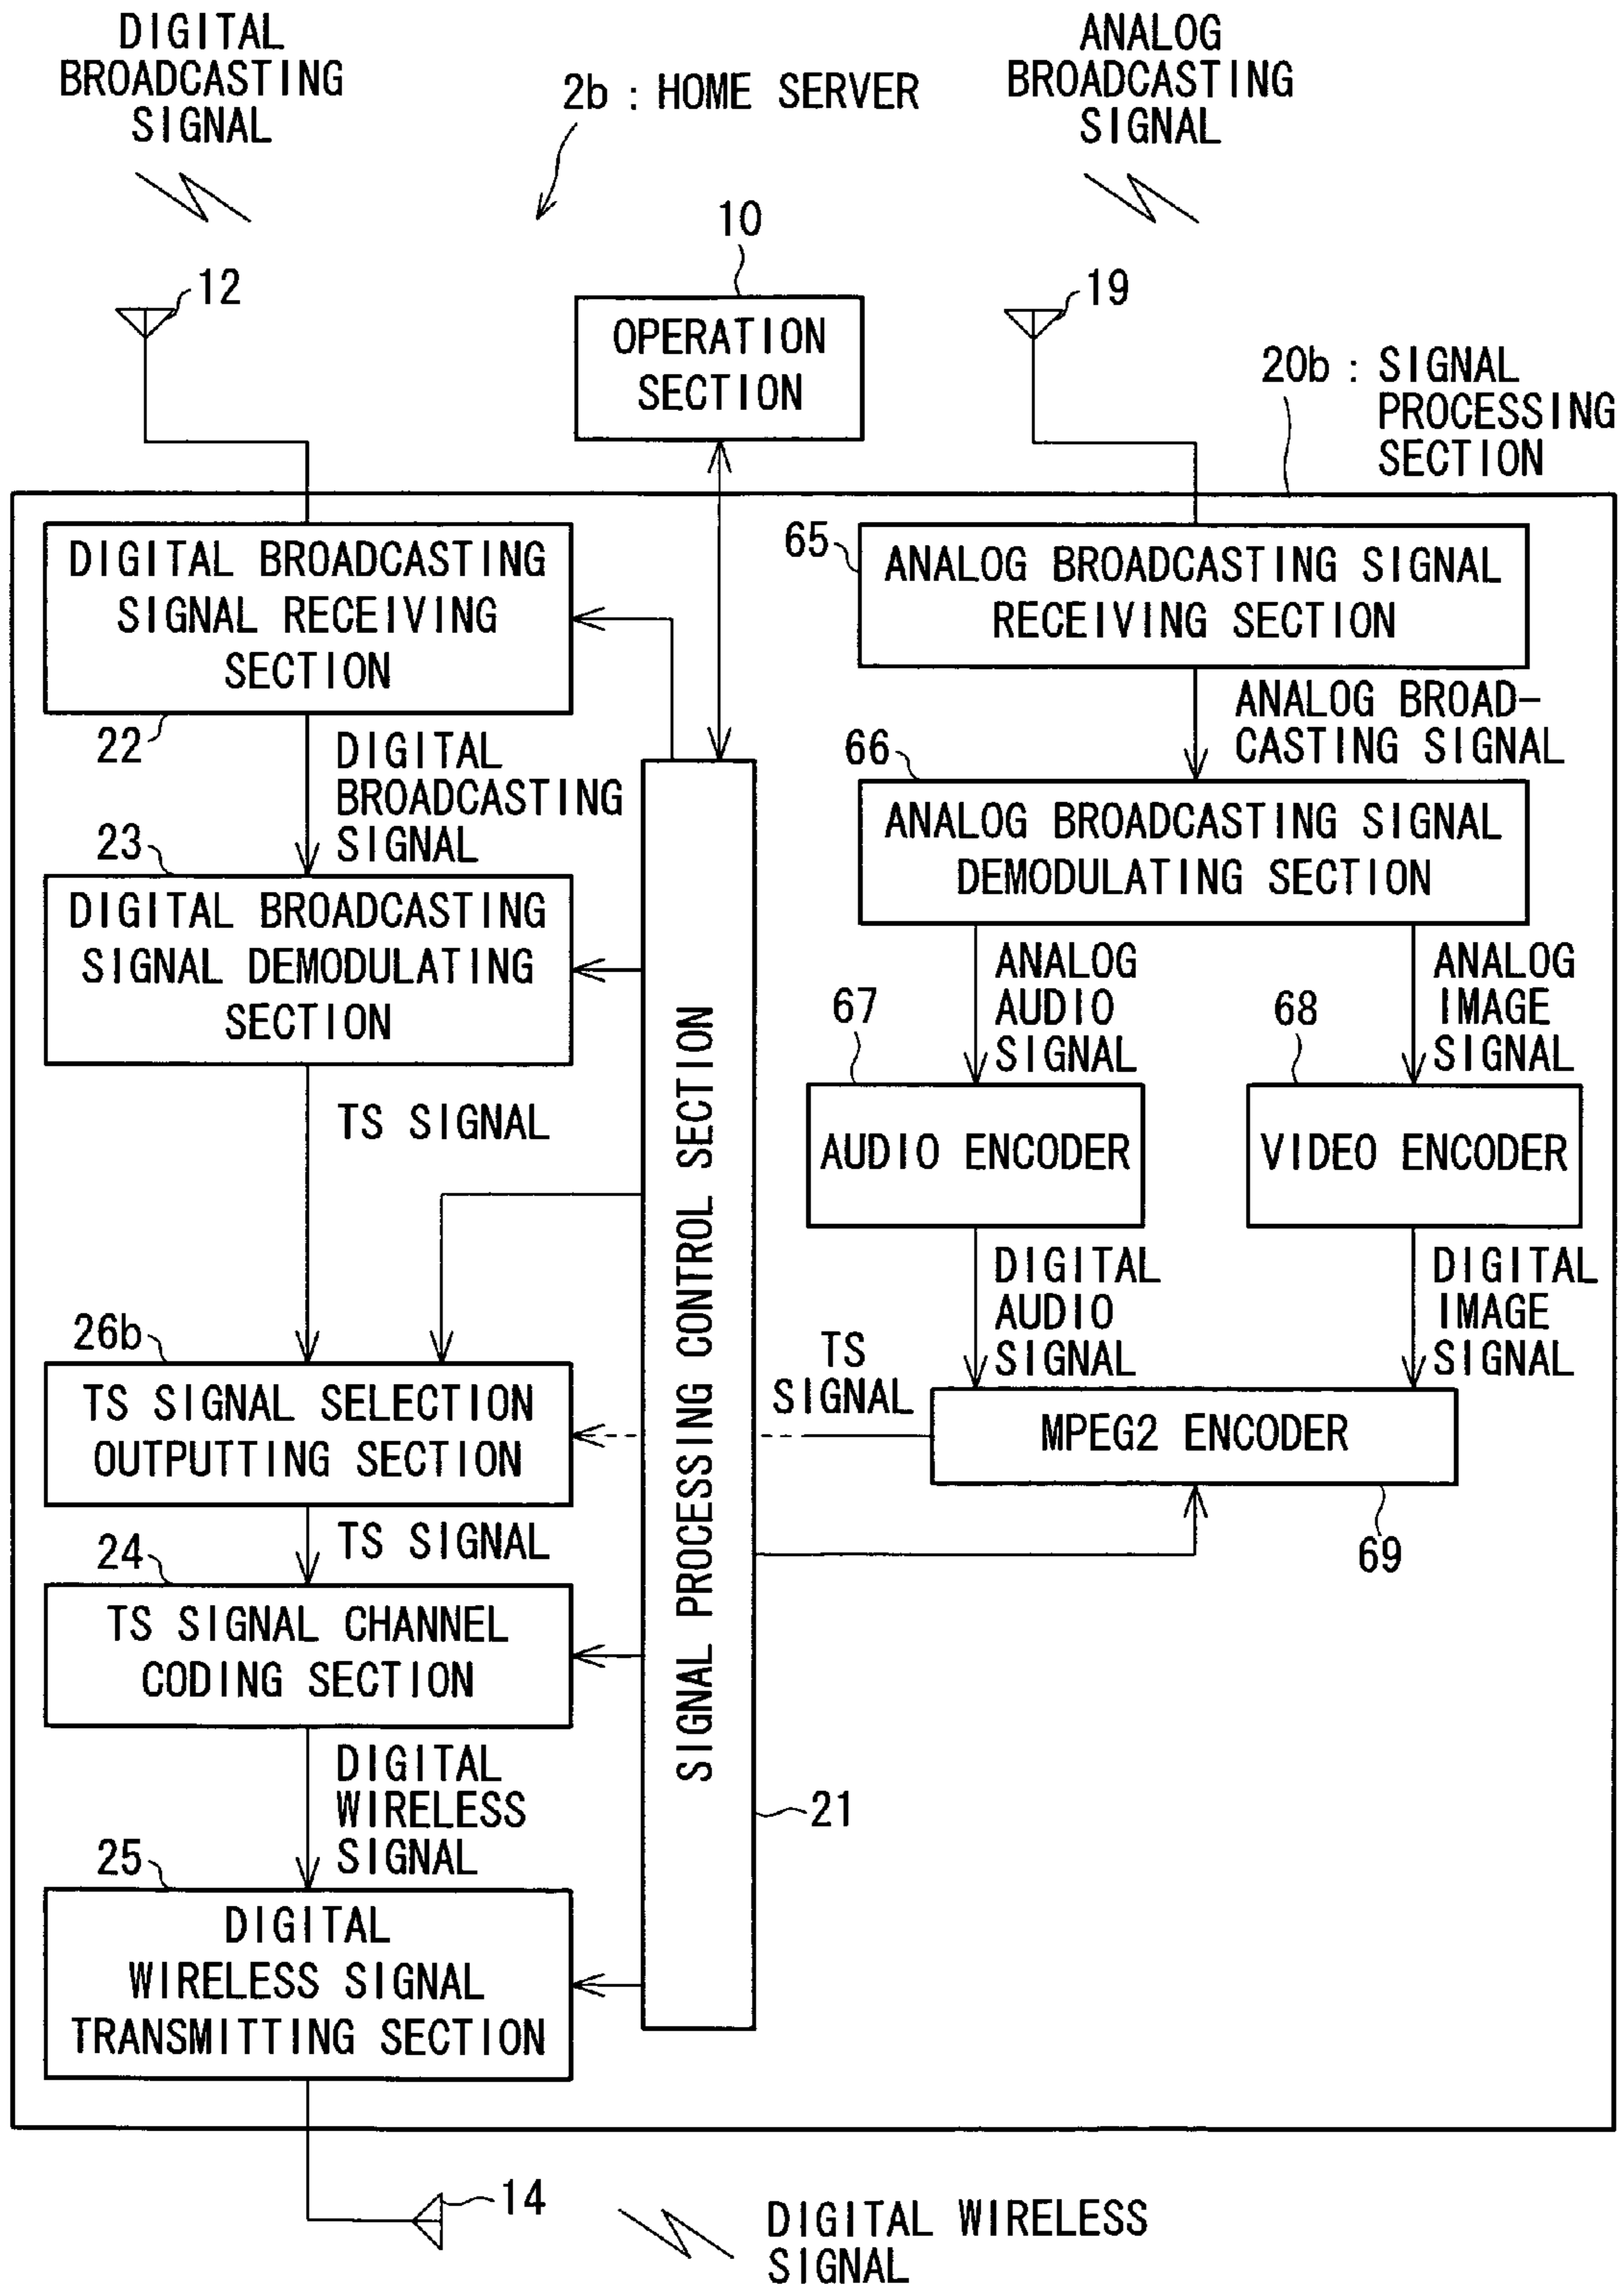 DIGITAL
BROADCASTING
SIGNAL
2b : HOME SERVER
ANALOG
BROADCASTING
SIGNAL
12
10
19
OPERATION
SECTION
20b : SIGNAL
PROCESSING
SECTION
DIGITAL BROADCASTING
SIGNAL RECEIVING
SECTION
22
65
ANALOG BROADCASTING SIGNAL
RECEIVING SECTION
DIGITAL
BROADCASTING
SIGNAL
ANALOG BROAD-
CASTING SIGNAL
23
DIGITAL BROADCASTING
SIGNAL DEMODULATING
SECTION
66
ANALOG BROADCASTING SIGNAL
DEMODULATING SECTION
ANALOG
AUDIO
SIGNAL
ANALOG
IMAGE
SIGNAL
TS SIGNAL
67
AUDIO ENCODER
68
VIDEO ENCODER
SIGNAL PROCESSING CONTROL SECTION
21
DIGITAL
AUDIO
SIGNAL
DIGITAL
IMAGE
SIGNAL
26b
TS SIGNAL SELECTION
OUTPUTTING SECTION
TS
SIGNAL
MPEG2 ENCODER
69
TS SIGNAL
24
TS SIGNAL CHANNEL
CODING SECTION
DIGITAL
WIRELESS
SIGNAL
25
DIGITAL
WIRELESS SIGNAL
TRANSMITTING SECTION
14
DIGITAL WIRELESS
SIGNAL